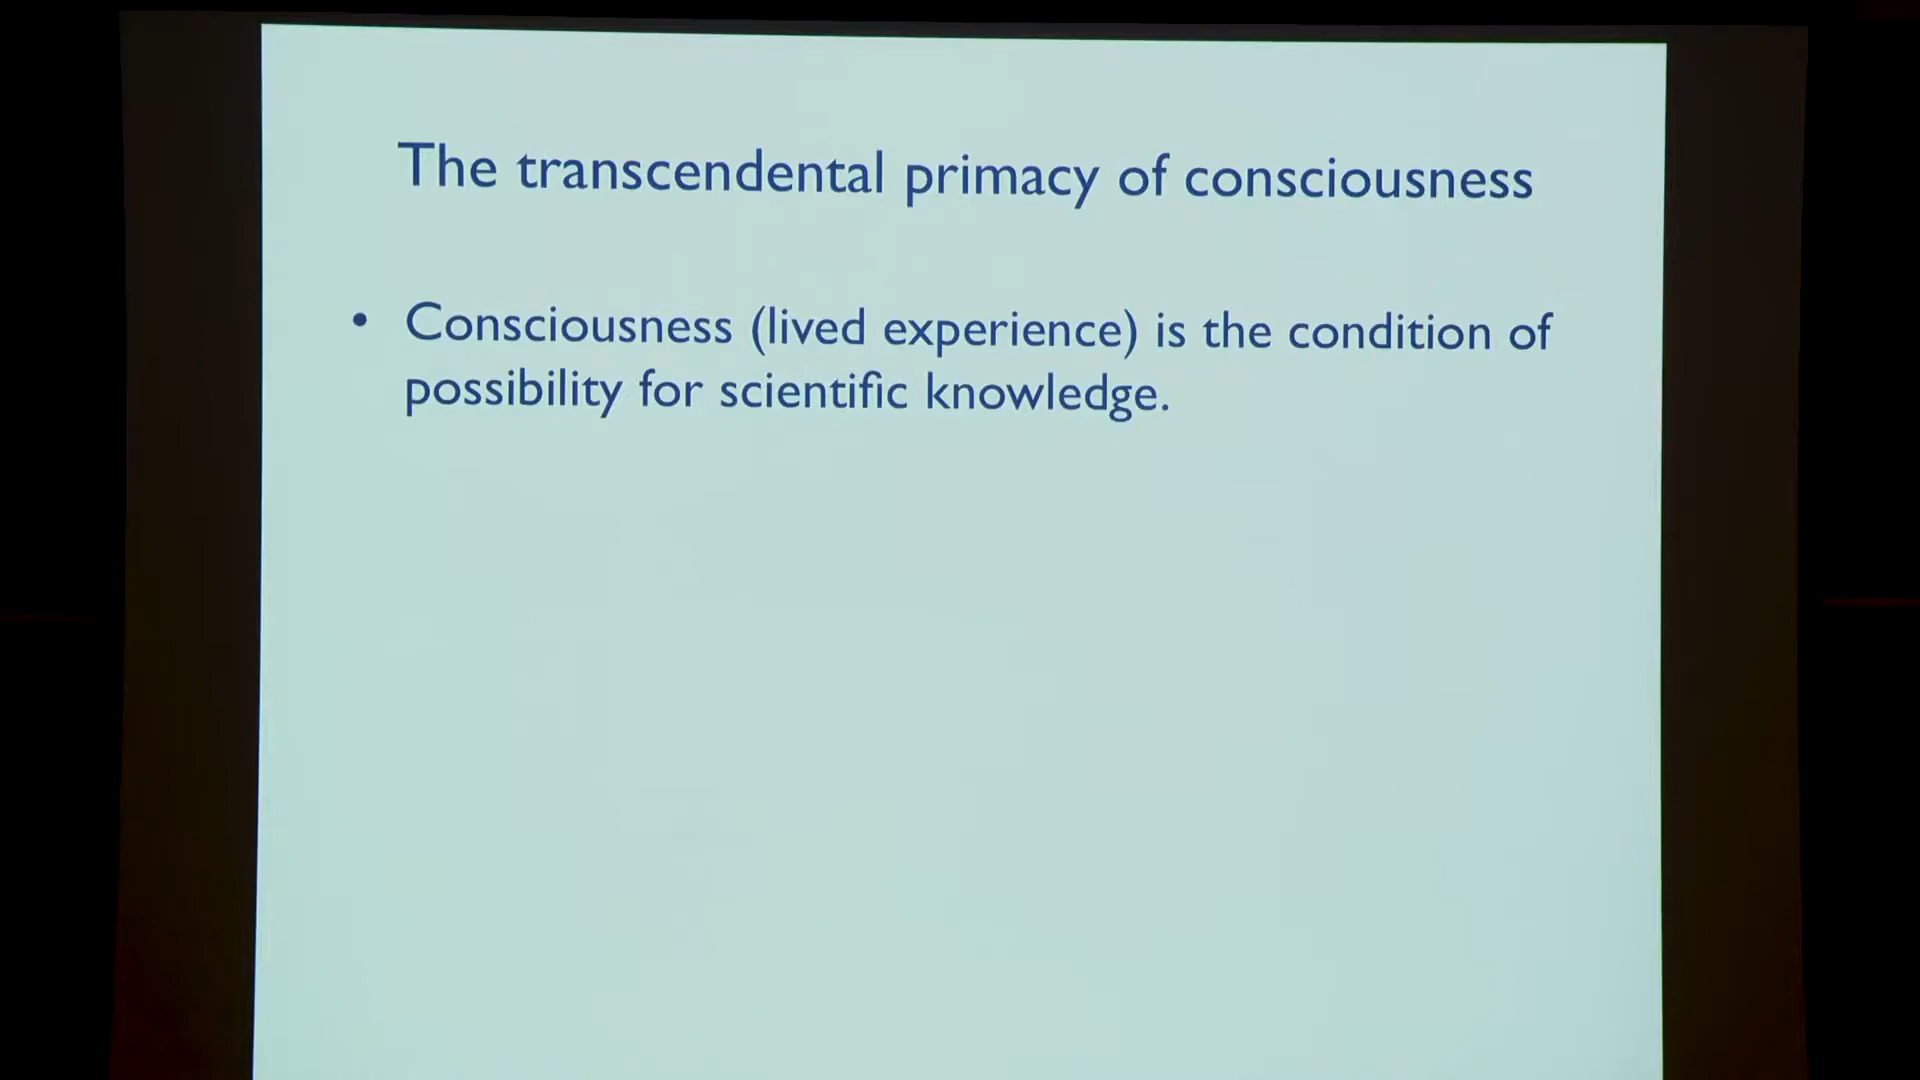 The transcendental primacy of consciousness
• Consciousness (lived experience) is the condition of
possibility for scientific knowledge.